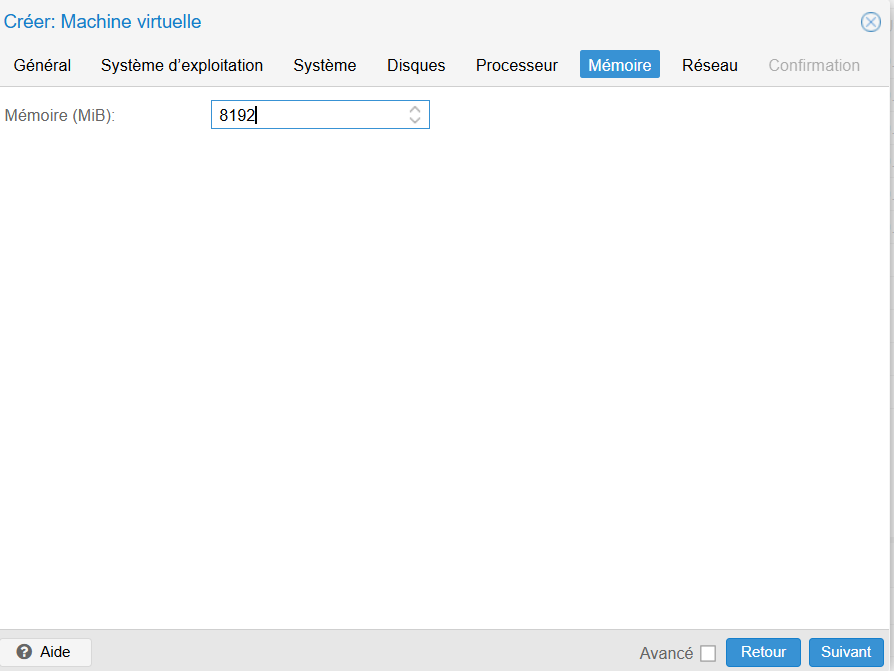 Créer: Machine virtuelle
Général Système d’exploitation Système Disques Processeur Mémoire Réseau Confirmation
Mémoire (MiB): 8192
Aide Avancé Retour Suivant